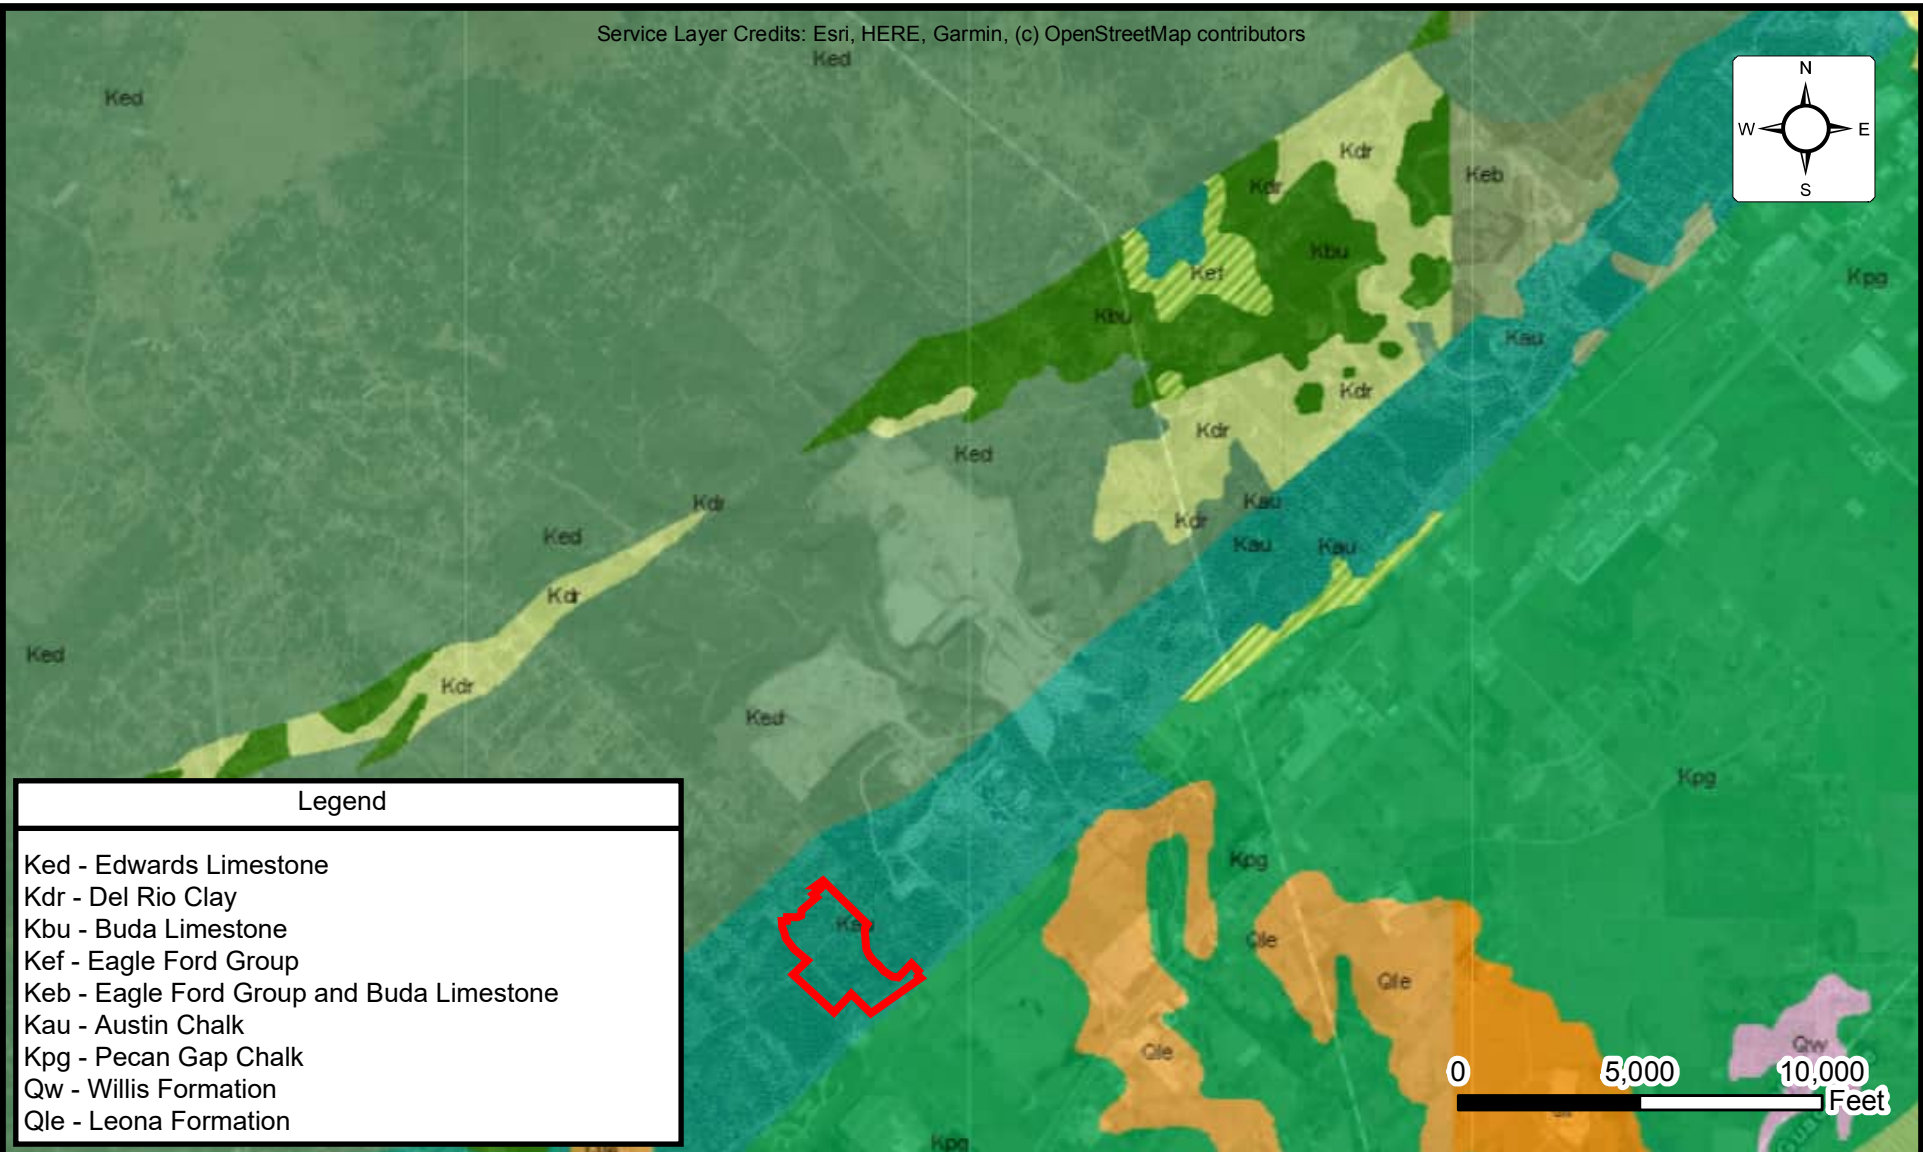 Service Layer Credits: Esri, HERE, Garmin, (c) OpenStreetMap contributors
Ked
Ked
N
W E
S
Kdr
Keb
Kdr
Kbu
Kef
Kpg
Kbu
Kau
Kdr
Kdr
Ked
Kdr
Kau
Kdr
Ked
Kau
Kau
Kdr
Ked
Kdr
Ked
Kpg
Legend
Ked - Edwards Limestone
Kdr - Del Rio Clay
Kbu - Buda Limestone
Kef - Eagle Ford Group
Keb - Eagle Ford Group and Buda Limestone
Kau - Austin Chalk
Kpg - Pecan Gap Chalk
Qw - Willis Formation
Qle - Leona Formation
Kpg
Kau
Qle
Qle
Qw
Qle
0 5,000 10,000
Feet
Kpg